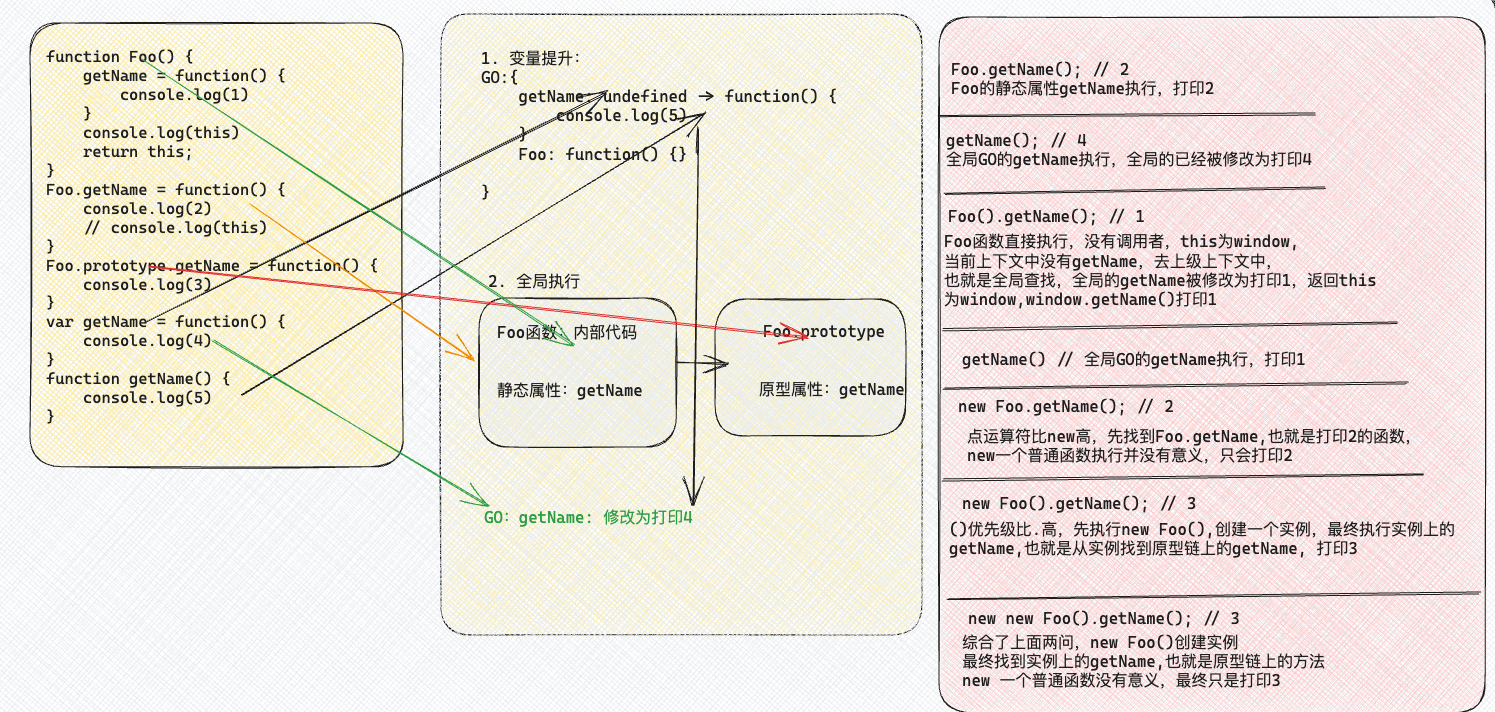 function Foo() {
    getName = function() {
        console.log(1)
    }
    console.log(this)
    return this;
}
Foo.getName = function() {
    console.log(2)
    // console.log(this)
}
Foo.prototype.getName = function() {
    console.log(3)
}
var getName = function() {
    console.log(4)
}
function getName() {
    console.log(5)
}
1. 变量提升:
GO:{
    getName: undefined -> function() {
        console.log(5)
    }
    Foo: function() {}
}
2. 全局执行
Foo函数: 内部代码
静态属性: getName
Foo.prototype
原型属性: getName
GO: getName: 修改为打印4
Foo.getName(); // 2
Foo的静态属性getName执行, 打印2
getName(); // 4
全局GO的getName执行, 全局的已经被修改为打印4
Foo().getName(); // 1
Foo函数直接执行, 没有调用者, this为window,
当前上下文中没有getName, 去上级上下文中,
也就是全局查找, 全局的getName被修改为打印1, 返回this
为window,window.getName()打印1
getName() // 全局GO的getName执行, 打印1
new Foo.getName(); // 2
点运算符比new高, 先找到Foo.getName,也就是打印2的函数,
new一个普通函数执行并没有意义, 只会打印2
new Foo().getName(); // 3
()优先级比.高, 先执行new Foo(),创建一个实例, 最终执行实例上的
getName,也就是从实例找到原型链上的getName, 打印3
new new Foo().getName(); // 3
综合了上面两问, new Foo()创建实例
最终找到实例上的getName,也就是原型链上的方法
new 一个普通函数没有意义, 最终只是打印3